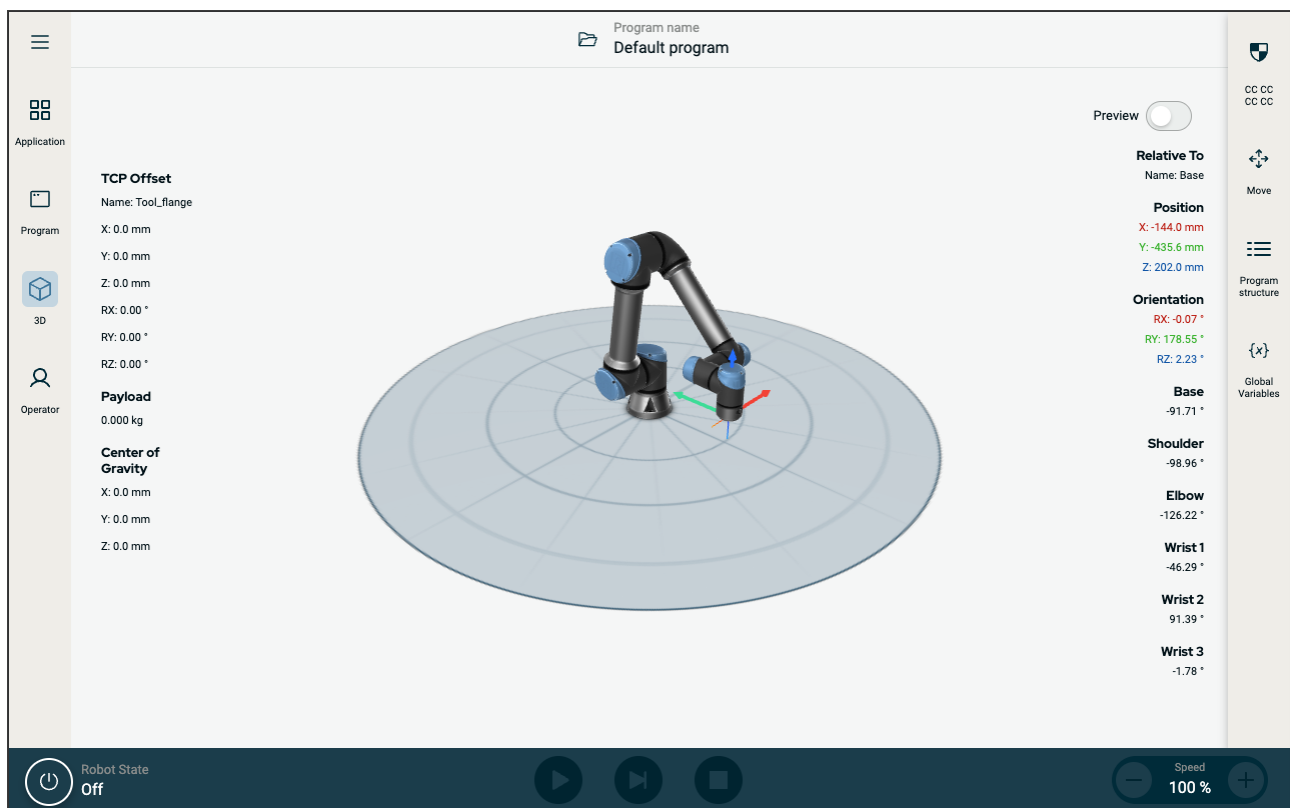 Program name
Default program
Application
Program
3D
Operator
TCP Offset
Name: Tool_flange
X: 0.0 mm
Y: 0.0 mm
Z: 0.0 mm
RX: 0.00 °
RY: 0.00 °
RZ: 0.00 °
Payload
0.000 kg
Center of
Gravity
X: 0.0 mm
Y: 0.0 mm
Z: 0.0 mm
Preview
Relative To
Name: Base
Position
X: -144.0 mm
Y: -435.6 mm
Z: 202.0 mm
Orientation
RX: -0.07 °
RY: 178.55 °
RZ: 2.23 °
Base
-91.71 °
Shoulder
-98.96 °
Elbow
-126.22 °
Wrist 1
-46.29 °
Wrist 2
91.39 °
Wrist 3
-1.78 °
CC CC
CC CC
Move
Program
structure
{x}
Global
Variables
Robot State
Off
Speed
100 %